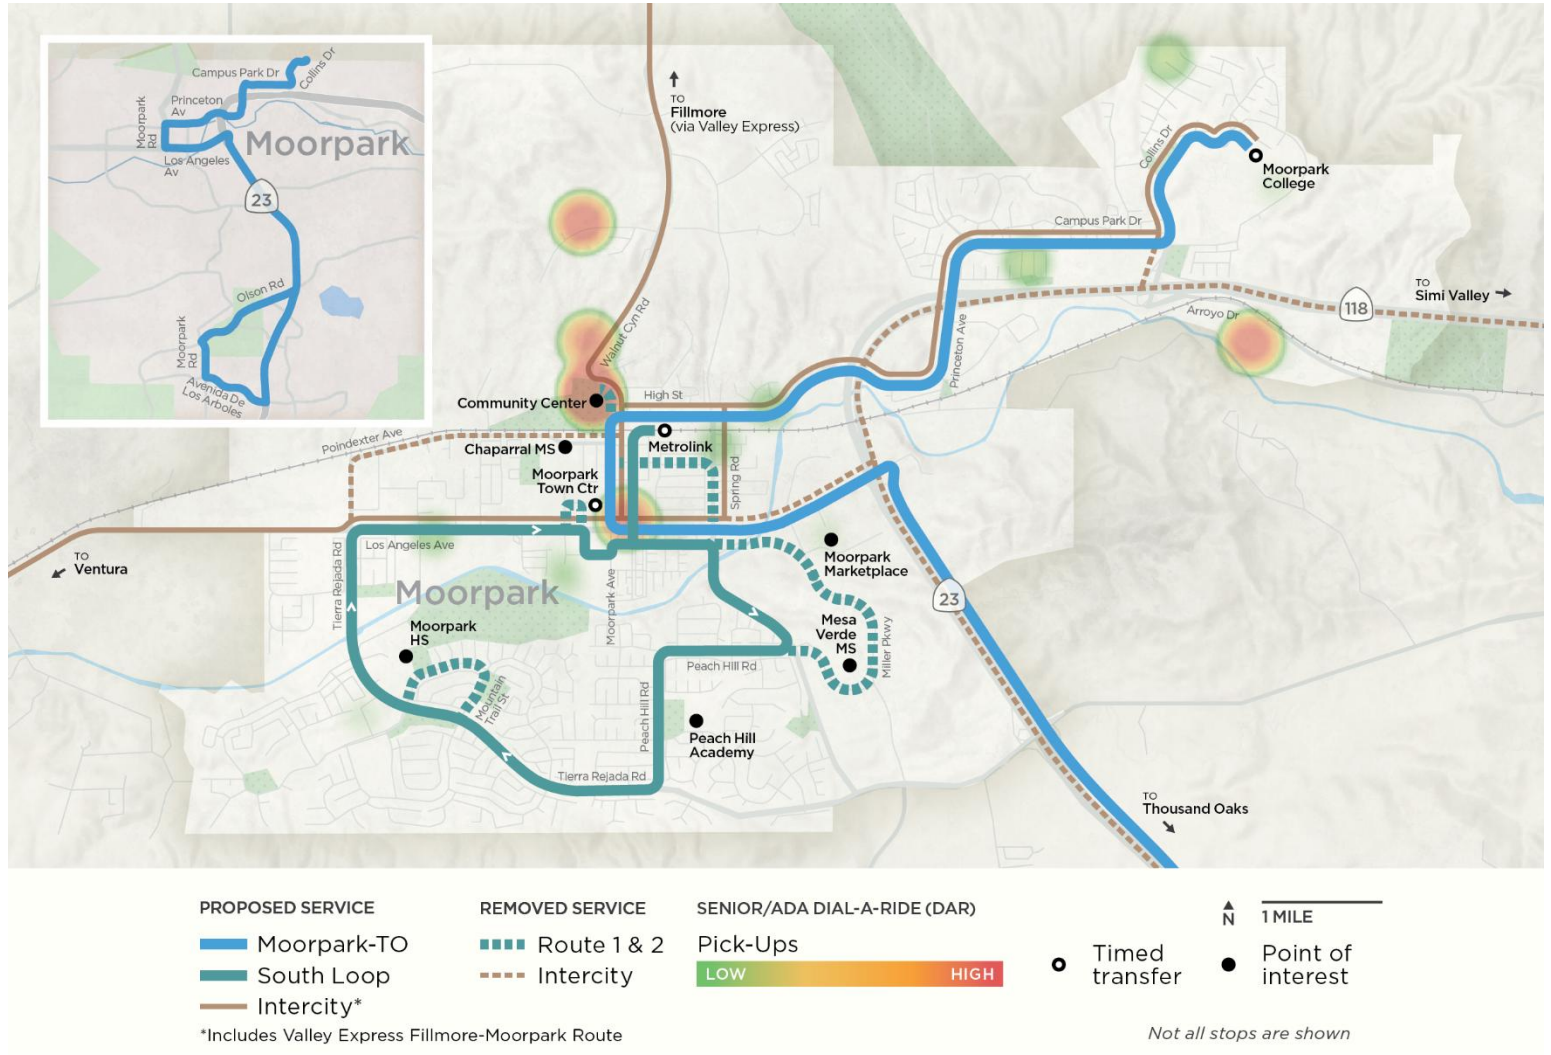 Campus Park Dr
Collins Dr
Princeton
Av
Moorpark
Rd
Moorpark
Los Angeles
Av
23
Olson Rd
Moorpark
Rd
Avenida De
Los Arboles
TO
Fillmore
(via Valley Express)
Collins Dr
Moorpark
College
Campus Park Dr
TO
Simi Valley
118
Arroyo Dr
Walnut Cyn Rd
Princeton Ave
High St
Community Center
Poindexter Ave
Chaparral MS
Metrolink
Moorpark
Town Ctr
Spring Rd
Los Angeles Ave
TO
Ventura
Tierra Rejada Rd
Moorpark
Moorpark Ave
Moorpark
Marketplace
23
Moorpark
HS
Mesa
Verde
MS
Miller Pkwy
Peach Hill Rd
Mountain
Trail St
Peach Hill Rd
Peach Hill
Academy
Tierra Rejada Rd
TO
Thousand Oaks
PROPOSED SERVICE
Moorpark-TO
South Loop
Intercity*
*Includes Valley Express Fillmore-Moorpark Route
REMOVED SERVICE
Route 1 & 2
Intercity
SENIOR/ADA DIAL-A-RIDE (DAR)
Pick-Ups
LOW
HIGH
N
1 MILE
Timed
transfer
Point of
interest
Not all stops are shown